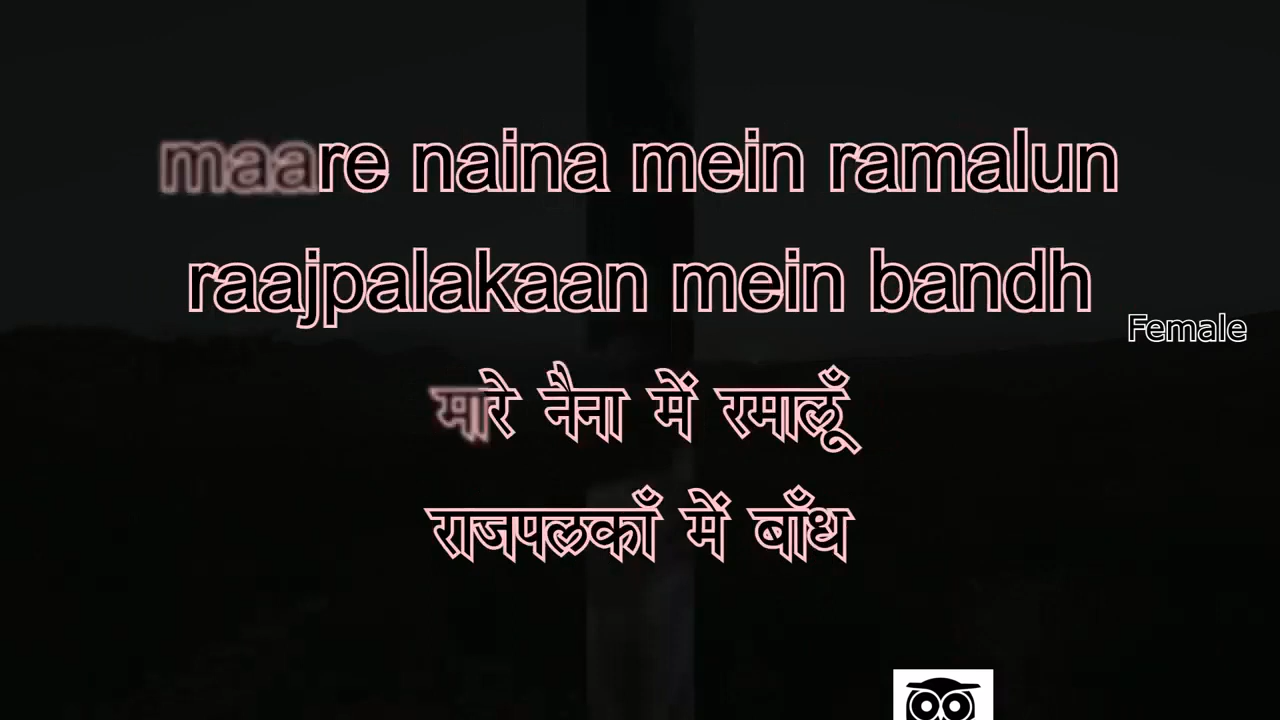 maare naina mein ramalun
raajpalakaan mein bandh
Female
मारे नैना में रमालूँ
राजपलकाँ में बाँध